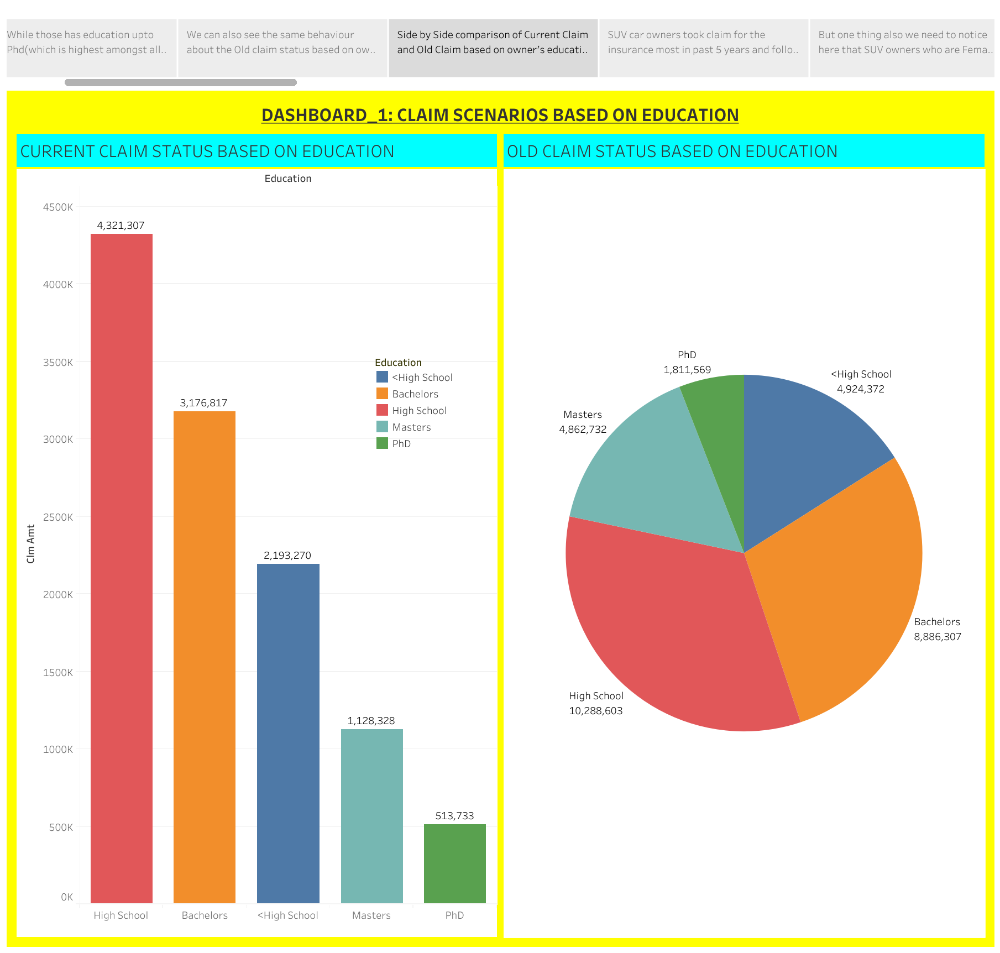 While those has education upto
Phd(which is highest amongst all..
We can also see the same behaviour
about the Old claim status based on ow..
Side by Side comparison of Current Claim
and Old Claim based on owner's educati..
SUV car owners took claim for the
insurance most in past 5 years and follo..
But one thing also we need to notice
here that SUV owners who are Fema..
DASHBOARD_1: CLAIM SCENARIOS BASED ON EDUCATION
CURRENT CLAIM STATUS BASED ON EDUCATION
Education
4500K
4000K
3500K
3000K
2500K
2000K
1500K
1000K
500K
0K
Clm Amt
4,321,307
3,176,817
2,193,270
1,128,328
513,733
High School
Bachelors
<High School
Masters
PhD
Education
<High School
Bachelors
High School
Masters
PhD
OLD CLAIM STATUS BASED ON EDUCATION
PhD
1,811,569
<High School
4,924,372
Masters
4,862,732
Bachelors
8,886,307
High School
10,288,603